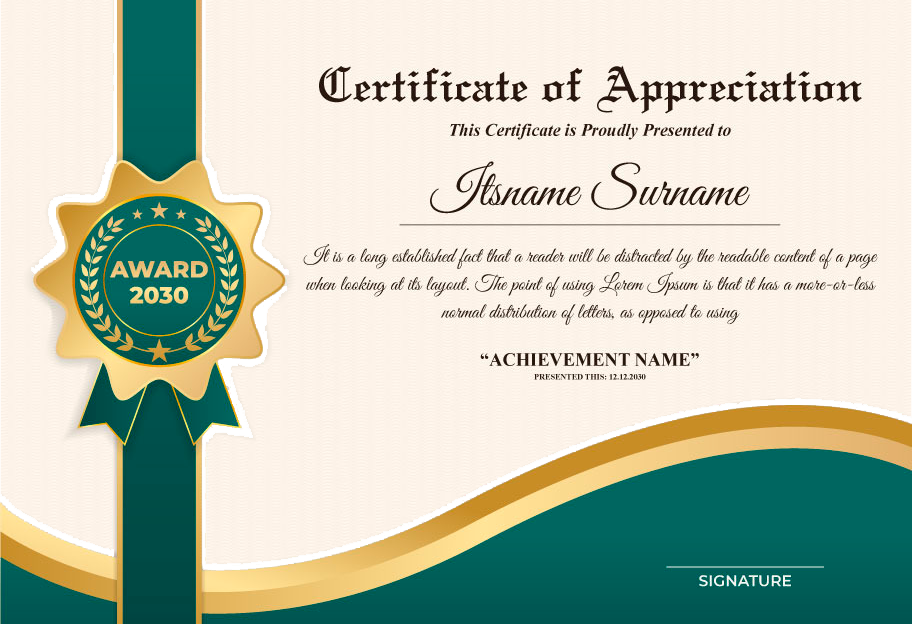 Certificate of Appreciation
This Certificate is Proudly Presented to
Itsname Surname
It is a long established fact that a reader will be distracted by the readable content of a page
when looking at its layout. The point of using Lorem Ipsum is that it has a more-or-less
normal distribution of letters, as opposed to using
“ACHIEVEMENT NAME”
PRESENTED THIS: 12.12.2030
AWARD
2030
SIGNATURE